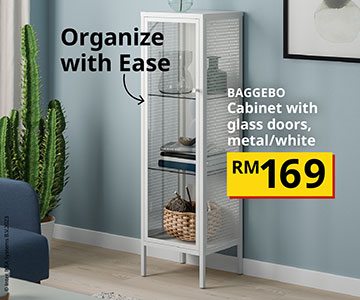 Organize
with Ease
BAGGEBO
Cabinet with
glass doors,
metal/white
RM169